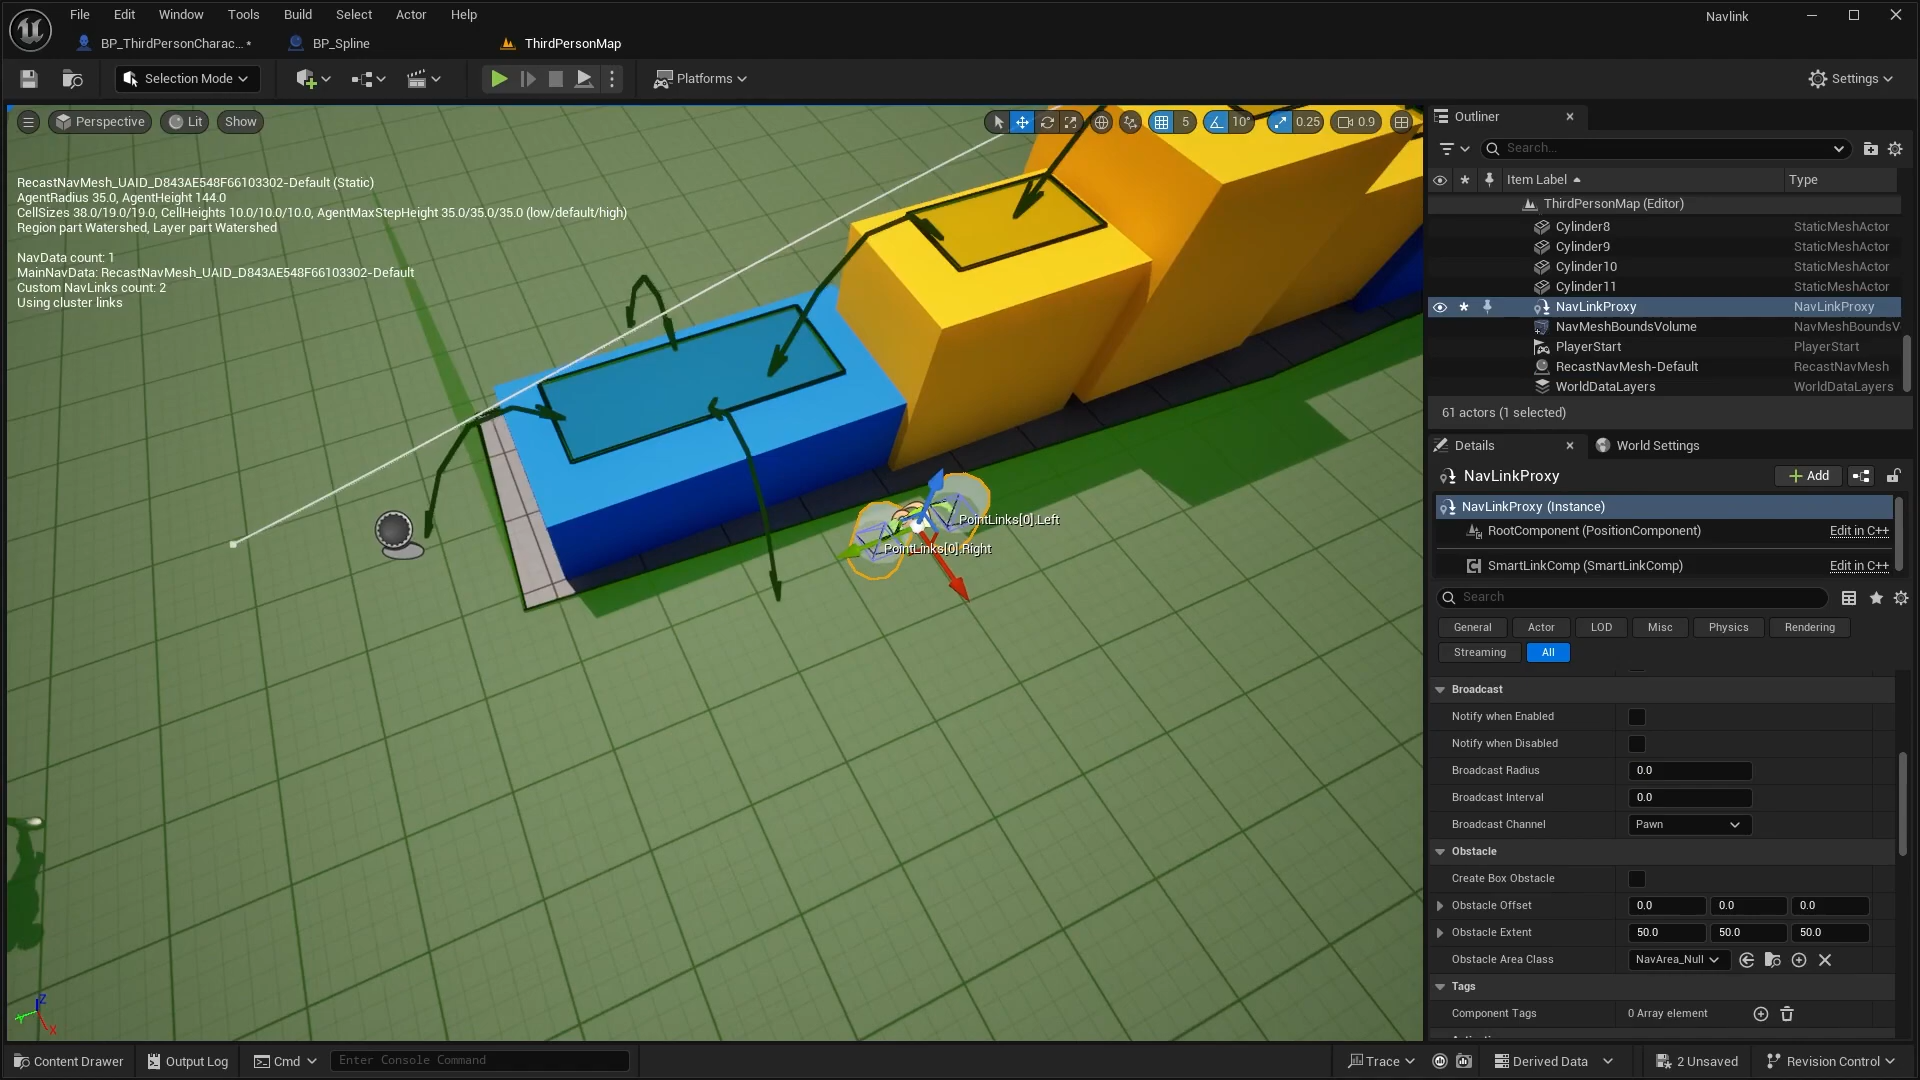 File Edit Window Tools Build Select Actor Help
Navlink
BP_ThirdPersonCharac... •
BP_Spline
ThirdPersonMap
Selection Mode
Platforms
Settings
Perspective
Lit
Show
5
10°
0.25
0.9
RecastNavMesh_UAID_D843AE548F66103302-Default (Static)
AgentRadius 35.0, AgentHeight 144.0
CellSizes 38.0/19.0/19.0, CellHeights 10.0/10.0/10.0, AgentMaxStepHeight 35.0/35.0/35.0 (low/default/high)
Region part Watershed, Layer part Watershed
NavData count: 1
MainNavData: RecastNavMesh_UAID_D843AE548F66103302-Default
Custom NavLinks count: 2
Using cluster links
PointLinks[0].Left
PointLinks[0].Right
Z
X
Outliner
Search...
Item Label
Type
ThirdPersonMap (Editor)
Cylinder8 StaticMeshActor
Cylinder9 StaticMeshActor
Cylinder10 StaticMeshActor
Cylinder11 StaticMeshActor
NavLinkProxy NavLinkProxy
NavMeshBoundsVolume NavMeshBoundsV
PlayerStart PlayerStart
RecastNavMesh-Default RecastNavMesh
WorldDataLayers WorldDataLayers
61 actors (1 selected)
Details
World Settings
NavLinkProxy
Add
NavLinkProxy (Instance)
RootComponent (PositionComponent) Edit in C++
SmartLinkComp (SmartLinkComp) Edit in C++
Search
General Actor LOD Misc Physics Rendering
Streaming All
Broadcast
Notify when Enabled
Notify when Disabled
Broadcast Radius 0.0
Broadcast Interval 0.0
Broadcast Channel Pawn
Obstacle
Create Box Obstacle
Obstacle Offset 0.0 0.0 0.0
Obstacle Extent 50.0 50.0 50.0
Obstacle Area Class NavArea_Null
Tags
Component Tags 0 Array element
Content Drawer
Output Log
Cmd
Enter Console Command
Trace
Derived Data
2 Unsaved
Revision Control